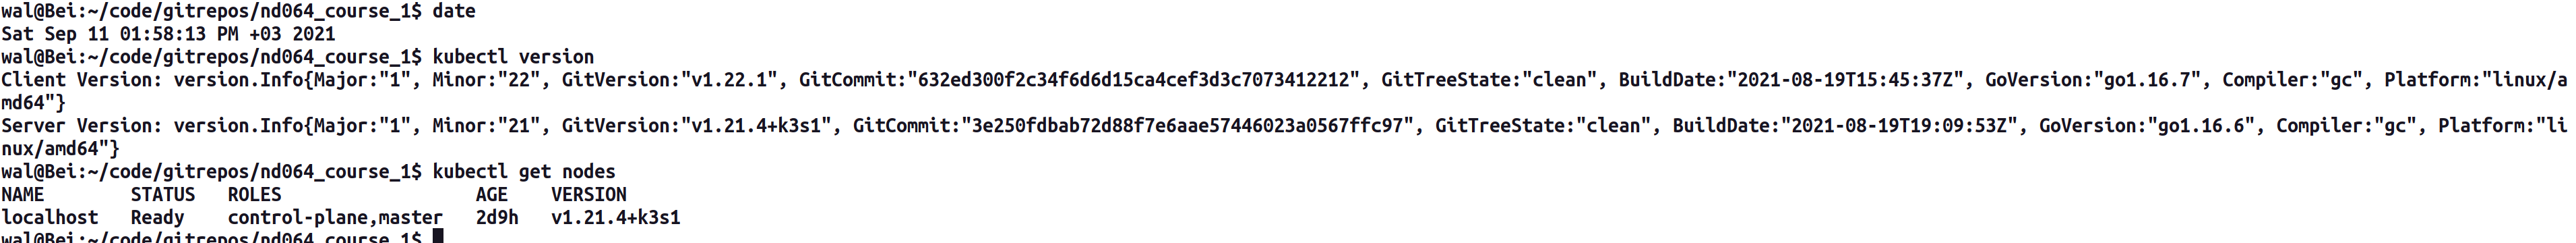 wal@Bei:~/code/gitrepos/nd064_course_1$ date
Sat Sep 11 01:58:13 PM +03 2021
wal@Bei:~/code/gitrepos/nd064_course_1$ kubectl version
Client Version: version.Info{Major:"1", Minor:"22", GitVersion:"v1.22.1", GitCommit:"632ed300f2c34f6d6d15ca4cef3d3c7073412212", GitTreeState:"clean", BuildDate:"2021-08-19T15:45:37Z", GoVersion:"go1.16.7", Compiler:"gc", Platform:"linux/a
md64"}
Server Version: version.Info{Major:"1", Minor:"21", GitVersion:"v1.21.4+k3s1", GitCommit:"3e250fdbab72d88f7e6aae57446023a0567ffc97", GitTreeState:"clean", BuildDate:"2021-08-19T19:09:53Z", GoVersion:"go1.16.6", Compiler:"gc", Platform:"li
nux/amd64"}
wal@Bei:~/code/gitrepos/nd064_course_1$ kubectl get nodes
NAME        STATUS   ROLES                  AGE    VERSION
localhost   Ready    control-plane,master   2d9h   v1.21.4+k3s1
wal@Bei:~/code/gitrepos/nd064_course_1$